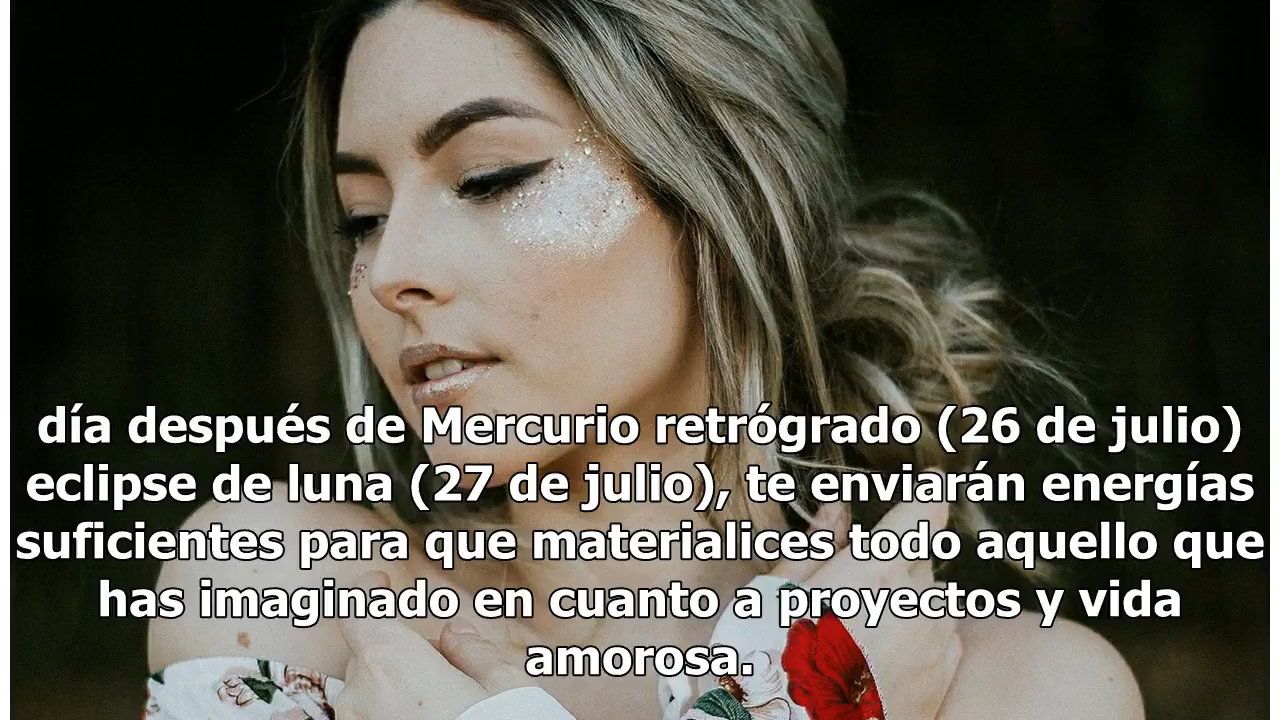 día después de Mercurio retrógrado (26 de julio)
eclipse de luna (27 de julio), te enviarán energías
suficientes para que materialices todo aquello que
has imaginado en cuanto a proyectos y vida
amorosa.